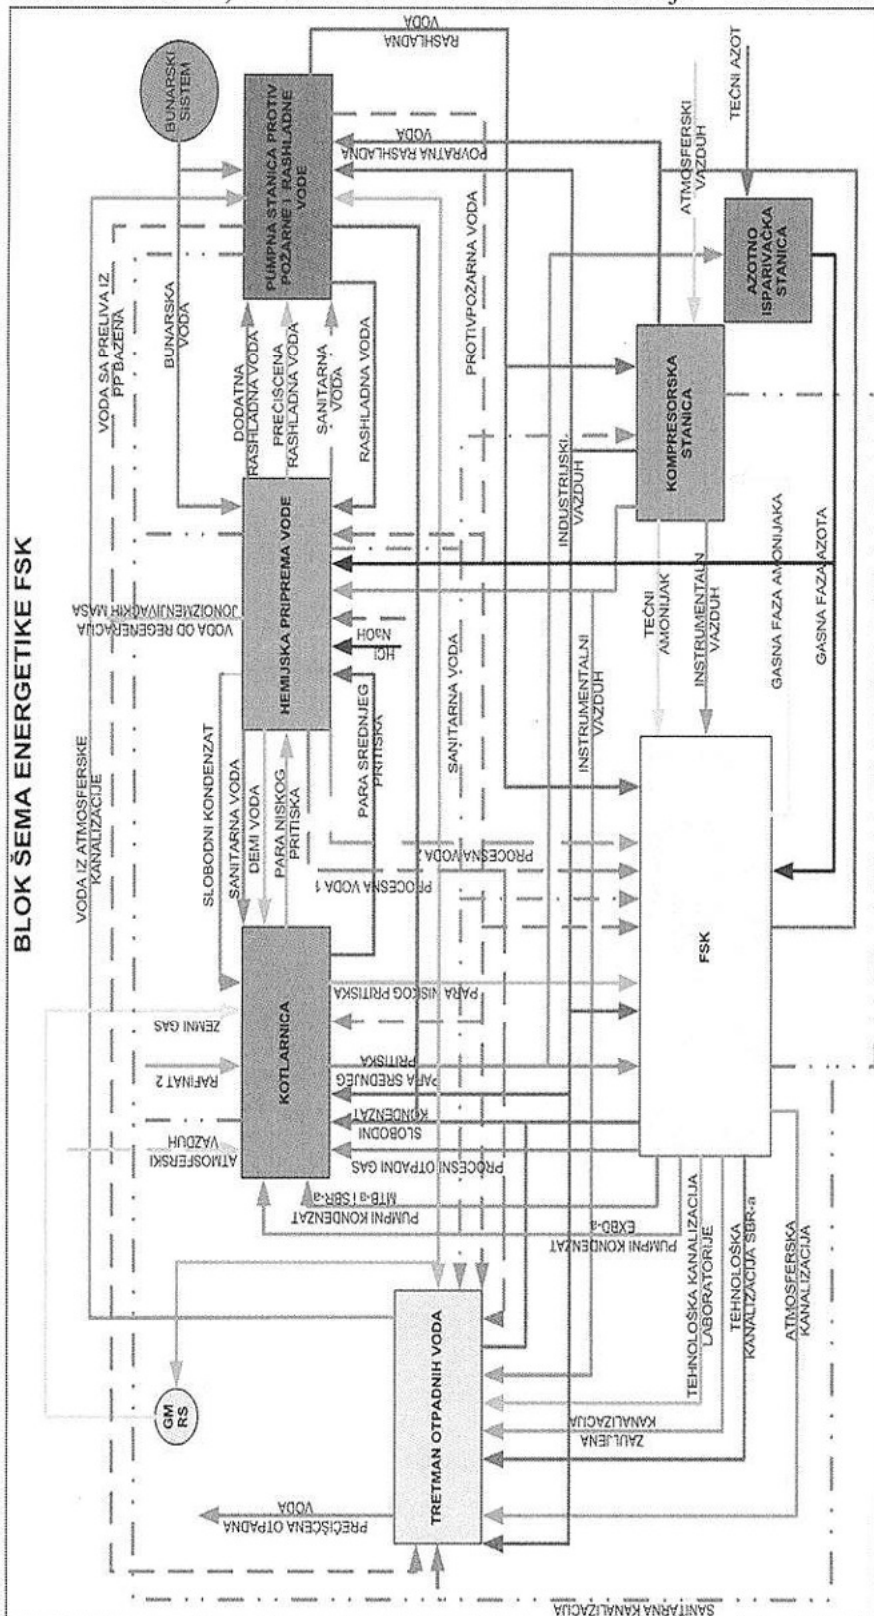 BLOK ŠEMA ENERGETIKE FSK
BUNARSKI
SISTEM
PUMPNA STANICA PROTIV
POŽARNE I RASHLADNE
VODE
RASHLADNA
VODA
POVRATNA RASHLADNA
VODA
PROTIVPOŽARNA VODA
ATMOSFERSKI
VAZDUH
TEČNI AZOT
AZOTNO
ISPARIVAČKA
STANICA
VODA SA PRELIVA IZ
PP BAZENA
BUNARSKA
VODA
DODATNA
RASHLADNA VODA
PREČIŠĆENA
RASHLADNA VODA
SANITARNA
VODA
RASHLADNA VODA
KOMPRESORSKA
STANICA
INDUSTRIJSKI
VAZDUH
HEMIJSKA PRIPREMA VODE
VODA OD REGENERACIJA
JONOIZMENJIVAČKIH MASA
HCl
NaOH
SANITARNA VODA
INSTRUMENTALNI
VAZDUH
TEČNI
AMONIJAK
INSTRUMENTALN
VAZDUH
GASNA FAZA AMONIJAKA
GASNA FAZA AZOTA
VODA IZ ATMOSFERSKE
KANALIZACIJE
SLOBODNI KONDENZAT
SANITARNA VODA
DEMI VODA
PARA NISKOG
PRITISKA
PARA SREDNJEG
PRITISKA
PROCESNA VODA 1
PROCESNA VODA 2
KOTLARNICA
ZEMNI GAS
RAFINAT 2
ATMOSFERSKI
VAZDUH
PARA NISKOG PRITISKA
PARA SREDNJEG
PRITISKA
SLOBODNI
KONDENZAT
PROCESNI OTPADNI GAS
PUMPNI KONDENZAT
MTB-a i SBR-a
PUMPNI KONDENZAT
EXBD-a
FSK
GM
RS
TRETMAN OTPADNIH VODA
PREČIŠĆENA OTPADNA
VODA
TEHNOLOŠKA KANALIZACIJA
LABORATORIJE
ZAULJENA
KANALIZACIJA
TEHNOLOŠKA
KANALIZACIJA SBR-a
ATMOSFERSKA
KANALIZACIJA
SANITARNA KANALIZACIJA